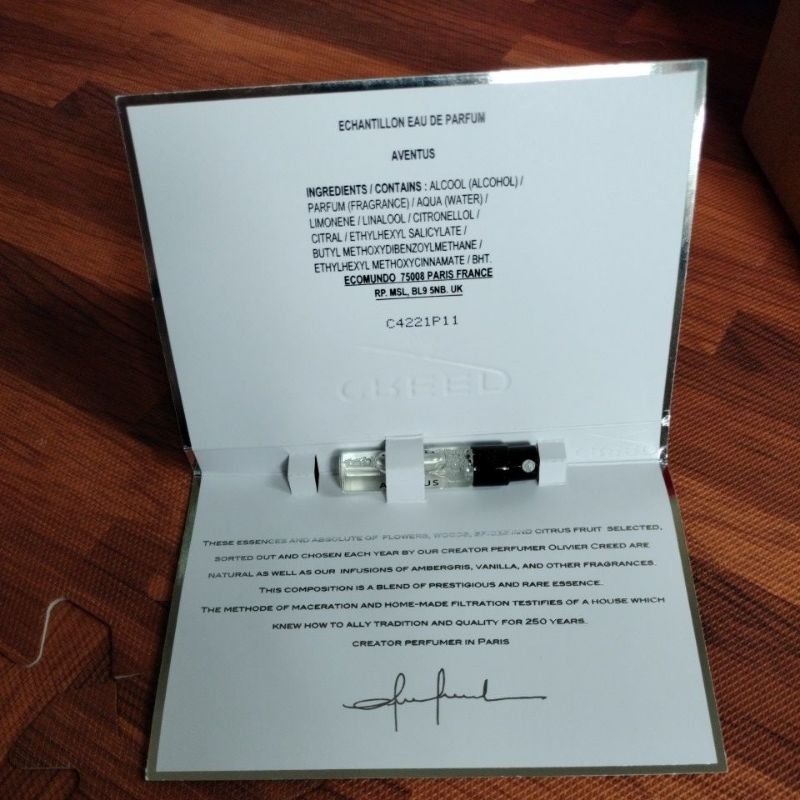 ECHANTILLON EAU DE PARFUM
AVENTUS
INGREDIENTS / CONTAINS : ALCOOL (ALCOHOL) /
PARFUM (FRAGRANCE) / AQUA (WATER) /
LIMONENE / LINALOOL / CITRONELLOL /
CITRAL / ETHYLHEXYL SALICYLATE /
BUTYL METHOXYDIBENZOYLMETHANE /
ETHYLHEXYL METHOXYCINNAMATE / BHT.
ECOMUNDO 75008 PARIS FRANCE
RP. MSL, BL9 5NB. UK
C4221P11
CREED
THESE ESSENCES AND ABSOLUTE OF FLOWERS, WOODS, SPICES AND CITRUS FRUIT SELECTED,
SORTED OUT AND CHOSEN EACH YEAR BY OUR CREATOR PERFUMER OLIVIER CREED ARE
NATURAL AS WELL AS OUR INFUSIONS OF AMBERGRIS, VANILLA, AND OTHER FRAGRANCES.
THIS COMPOSITION IS A BLEND OF PRESTIGIOUS AND RARE ESSENCE.
THE METHODE OF MACERATION AND HOME-MADE FILTRATION TESTIFIES OF A HOUSE WHICH
KNEW HOW TO ALLY TRADITION AND QUALITY FOR 250 YEARS.
CREATOR PERFUMER IN PARIS